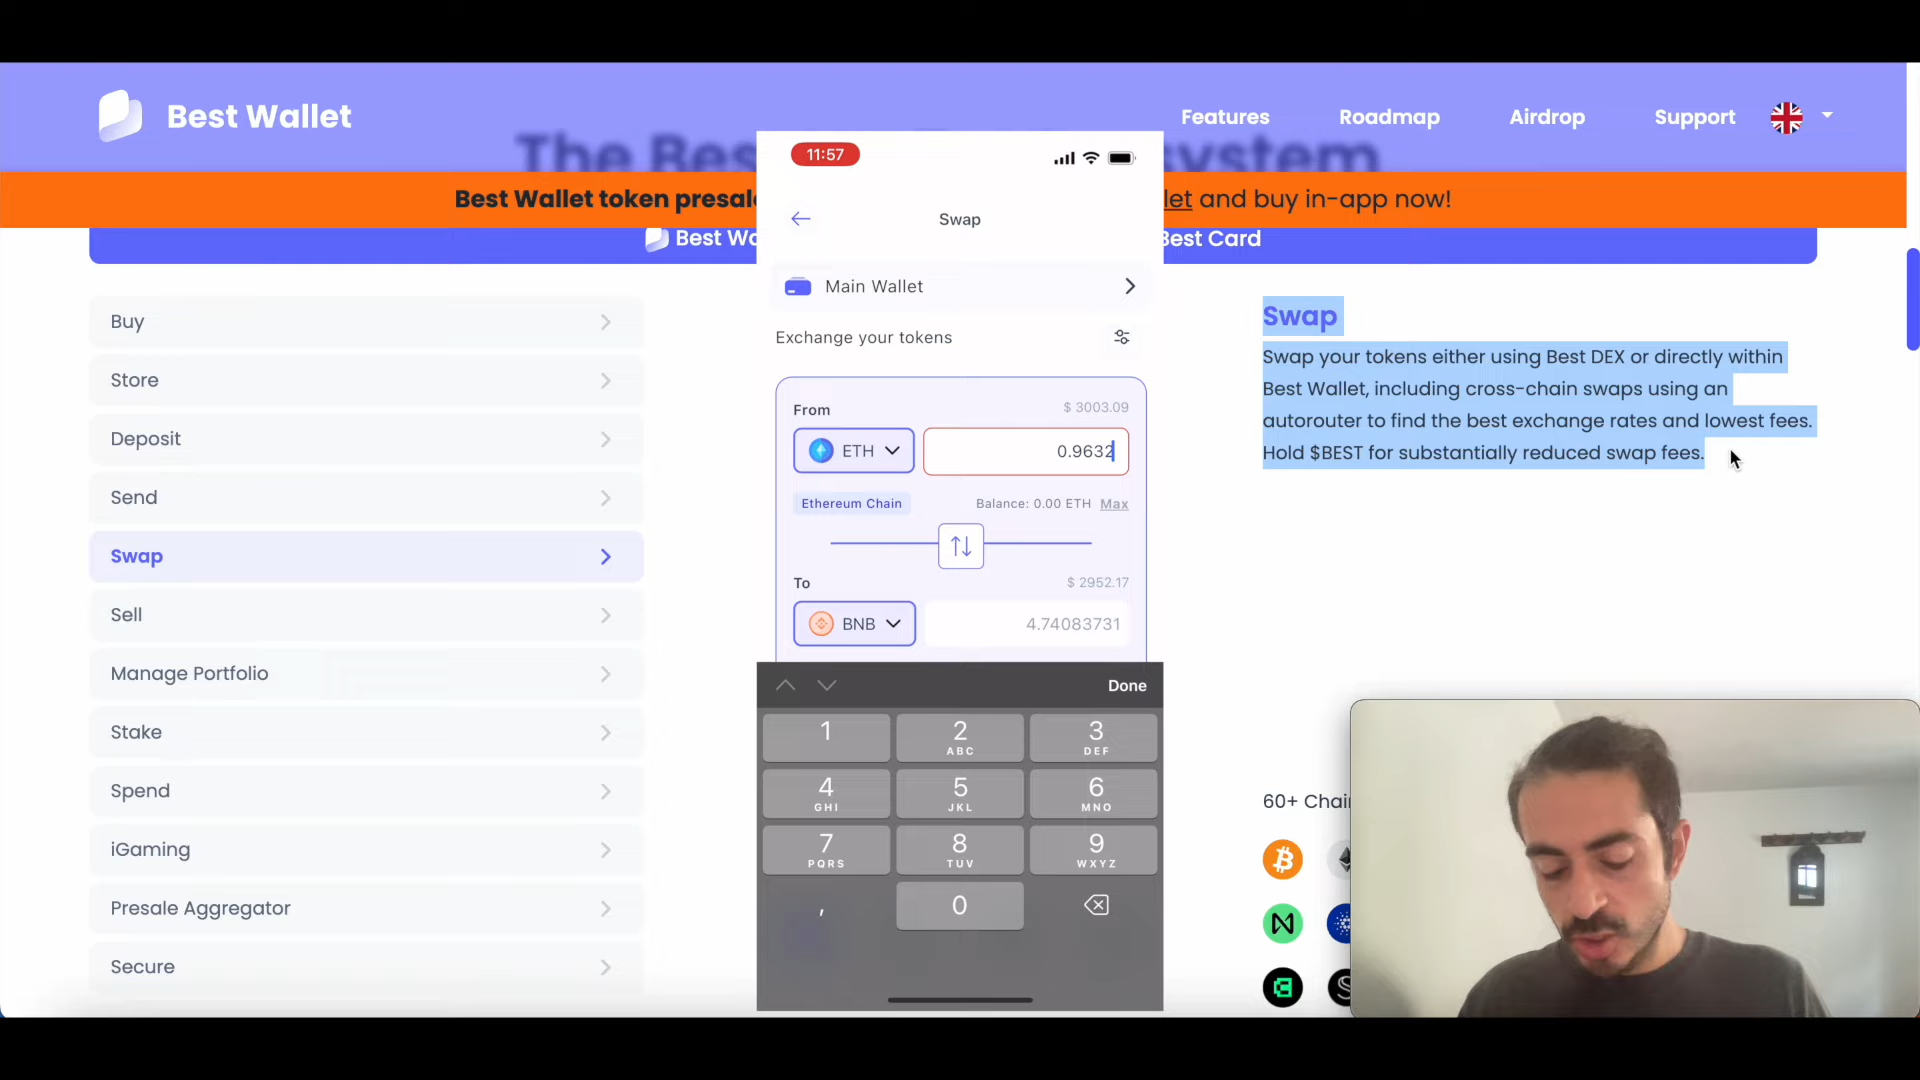 Best Wallet
Features
Roadmap
Airdrop
Support
The Bes
system
Best Wallet token presal
let and buy in-app now!
Best Wa
Best Card
Buy
Store
Deposit
Send
Swap
Sell
Manage Portfolio
Stake
Spend
iGaming
Presale Aggregator
Secure
11:57
Swap
Main Wallet
Exchange your tokens
From
$ 3003.09
ETH
0.9632
Ethereum Chain
Balance: 0.00 ETH Max
To
$ 2952.17
BNB
4.74083731
Done
1
2
ABC
3
DEF
4
GHI
5
JKL
6
MNO
7
PQRS
8
TUV
9
WXYZ
,
0
Swap
Swap your tokens either using Best DEX or directly within
Best Wallet, including cross-chain swaps using an
autorouter to find the best exchange rates and lowest fees.
Hold $BEST for substantially reduced swap fees.
60+ Chai